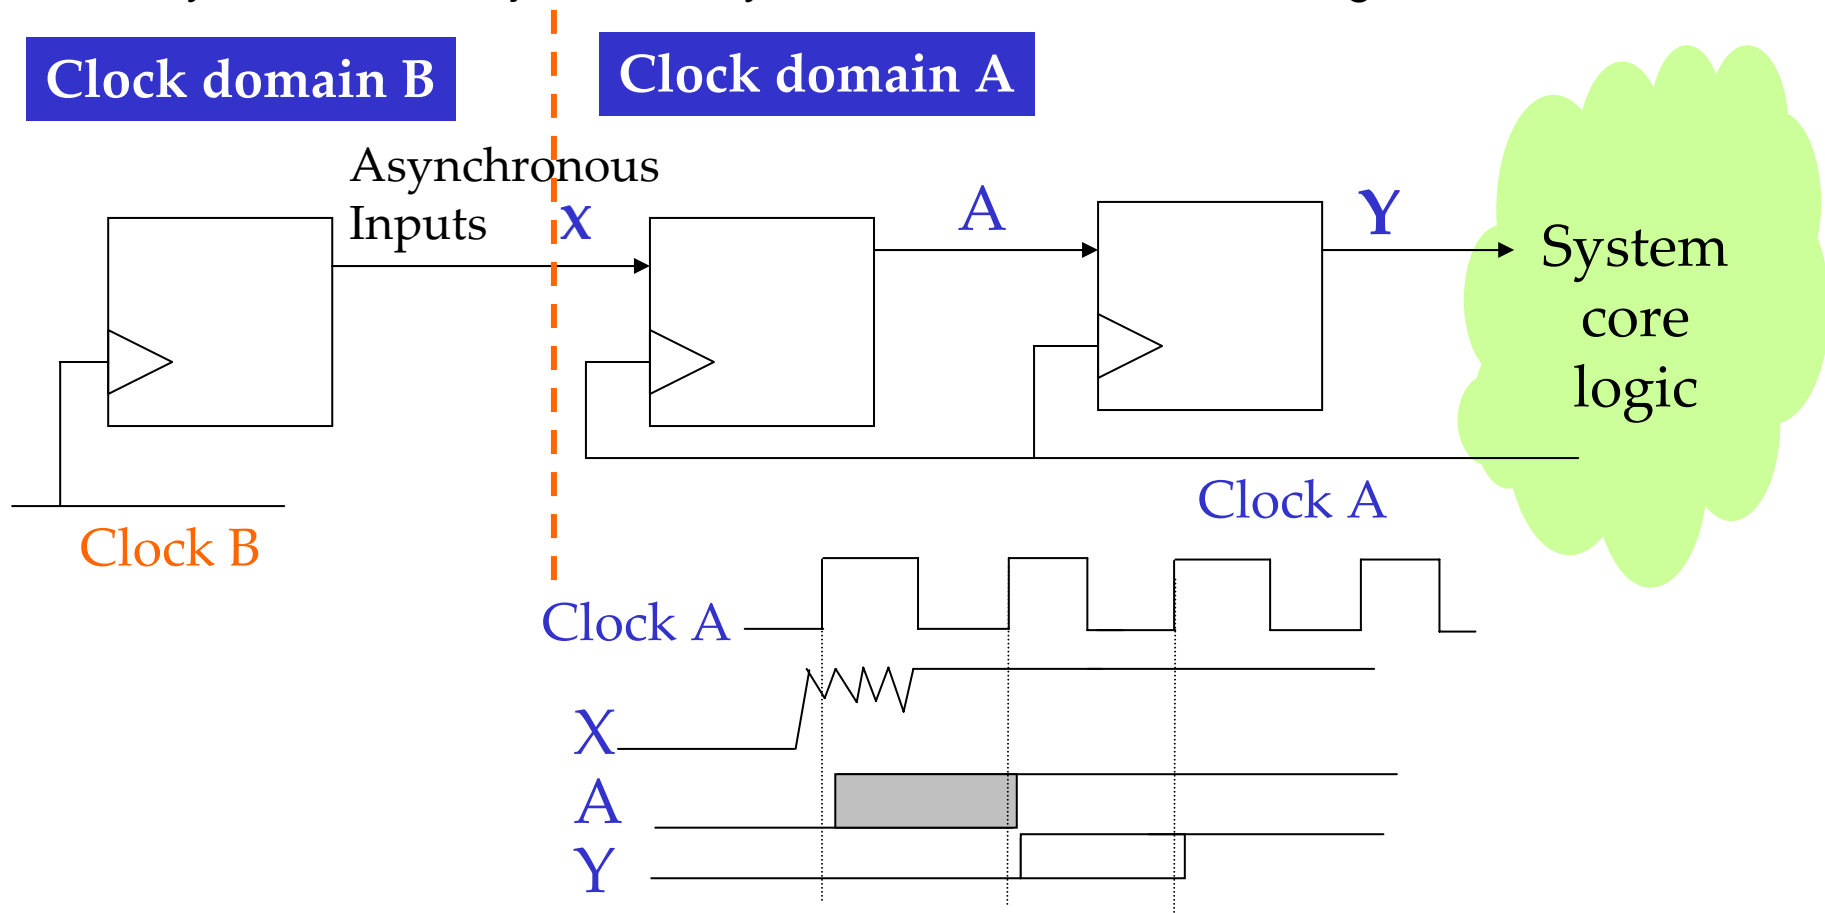 Clock domain B
Clock domain A
Asynchronous
Inputs
X
A
Y
System
core
logic
Clock A
Clock B
Clock A
X
A
Y